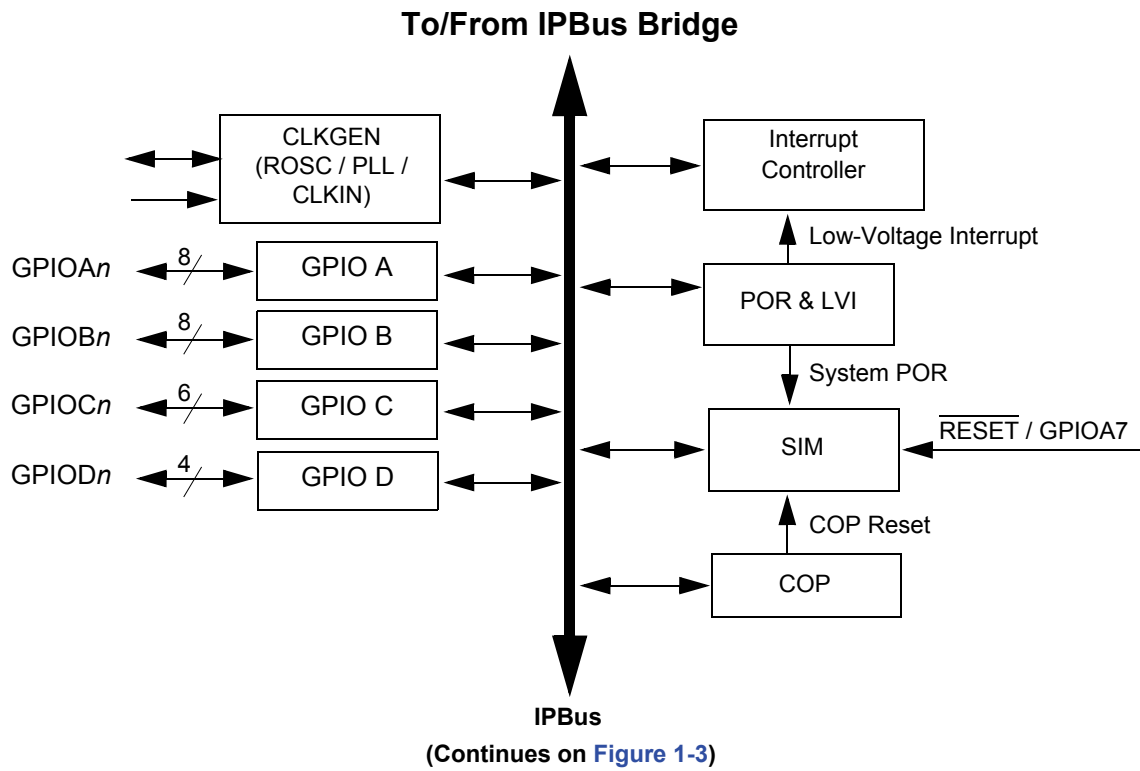 To/From IPBus Bridge
CLKGEN
(ROSC / PLL /
CLKIN)
Interrupt
Controller
Low-Voltage Interrupt
GPIOAn
8
GPIO A
POR & LVI
GPIOBn
8
GPIO B
System POR
GPIOCn
6
GPIO C
SIM
RESET / GPIOA7
GPIODn
4
GPIO D
COP Reset
COP
IPBus
(Continues on Figure 1-3)